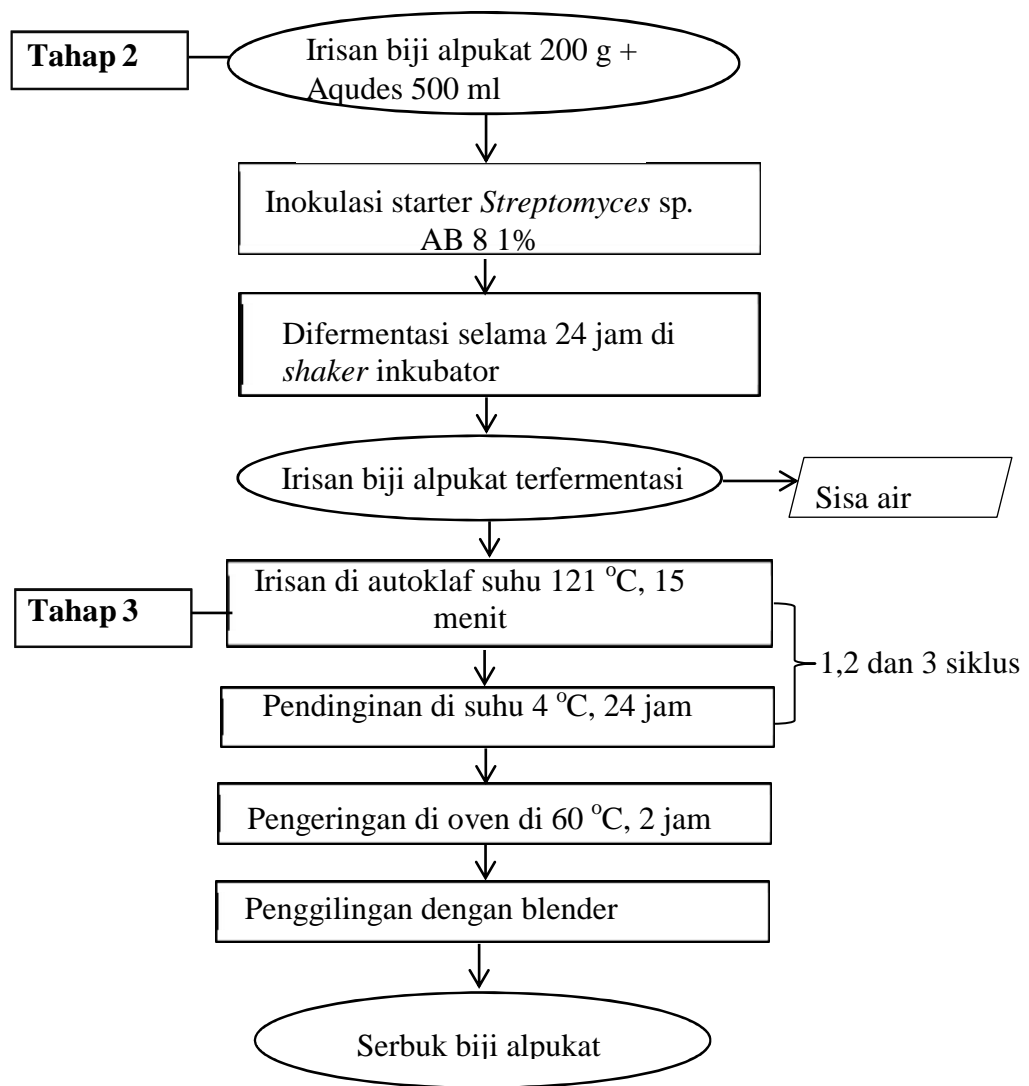 Tahap 2
Irisan biji alpukat 200 g +
Aqudes 500 ml
Inokulasi starter Streptomyces sp.
AB 8 1%
Difermentasi selama 24 jam di
shaker inkubator
Irisan biji alpukat terfermentasi
Sisa air
Tahap 3
Irisan di autoklaf suhu 121 °C, 15
menit
1,2 dan 3 siklus
Pendinginan di suhu 4 °C, 24 jam
Pengeringan di oven di 60 °C, 2 jam
Penggilingan dengan blender
Serbuk biji alpukat